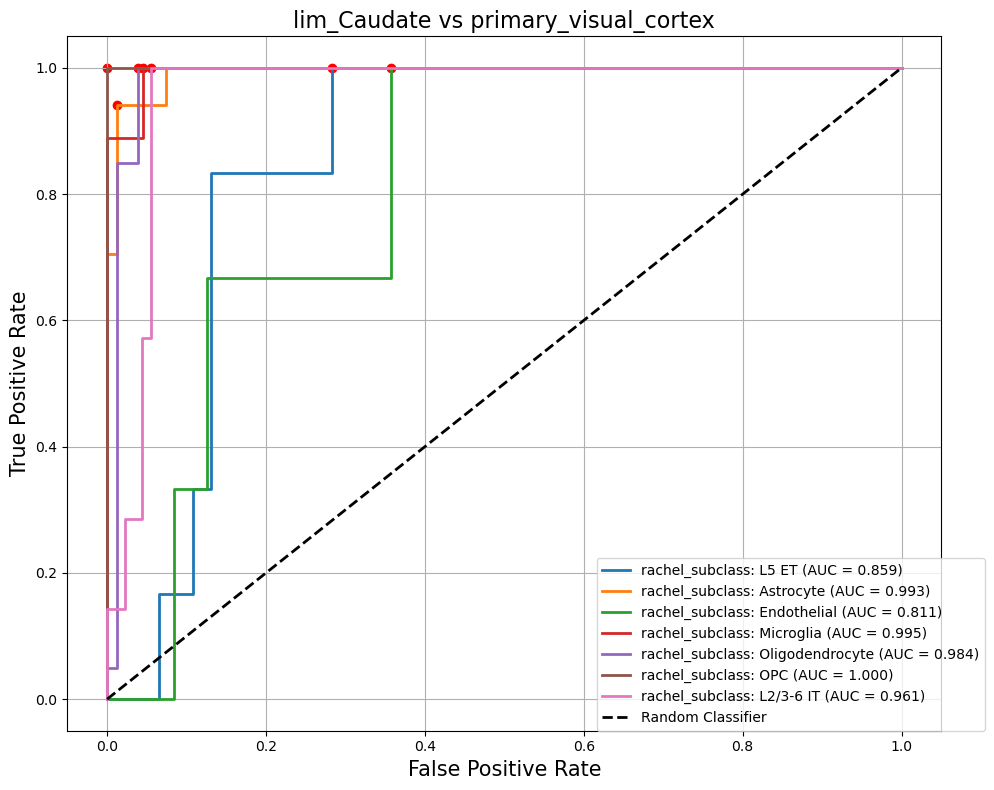 lim_Caudate vs primary_visual_cortex
True Positive Rate
1.0
0.8
0.6
0.4
0.2
0.0
rachel_subclass: L5 ET (AUC = 0.859)
rachel_subclass: Astrocyte (AUC = 0.993)
rachel_subclass: Endothelial (AUC = 0.811)
rachel_subclass: Microglia (AUC = 0.995)
rachel_subclass: Oligodendrocyte (AUC = 0.984)
rachel_subclass: OPC (AUC = 1.000)
rachel_subclass: L2/3-6 IT (AUC = 0.961)
Random Classifier
0.0 0.2 0.4 0.6 0.8 1.0
False Positive Rate